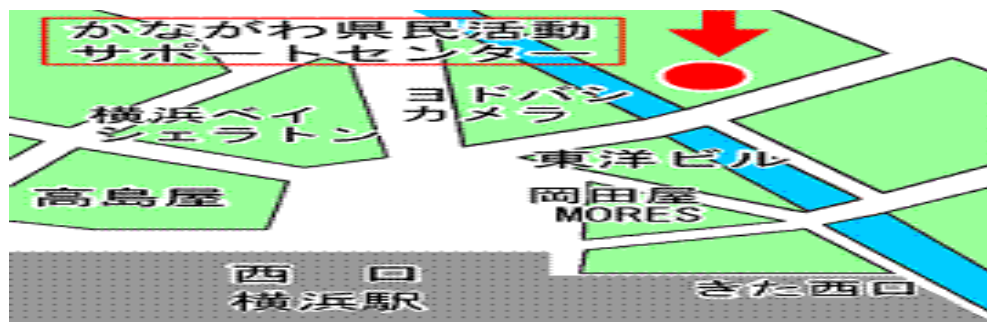 かながわ県民活動
サポートセンター
ヨドバシ
カメラ
横浜ベイ
シェラトン
東洋ビル
高島屋
岡田屋
MORES
西 口
横浜駅
きた西口